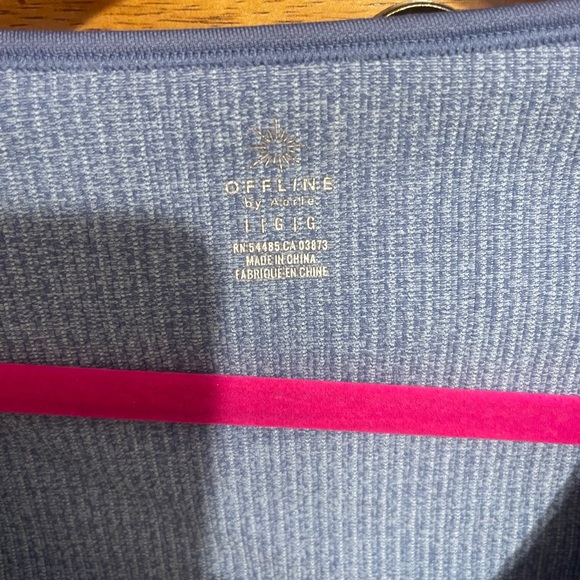 OFFLINE
by Aerie
L | G | G
RN 54485 CA 03873
MADE IN CHINA
FABRIQUE EN CHINE